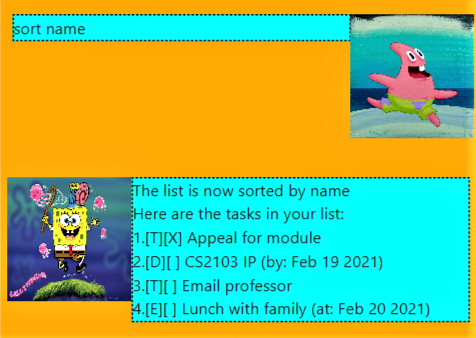 sort name
The list is now sorted by name
Here are the tasks in your list:
1.[T][X] Appeal for module
2.[D][ ] CS2103 IP (by: Feb 19 2021)
3.[T][ ] Email professor
4.[E][ ] Lunch with family (at: Feb 20 2021)